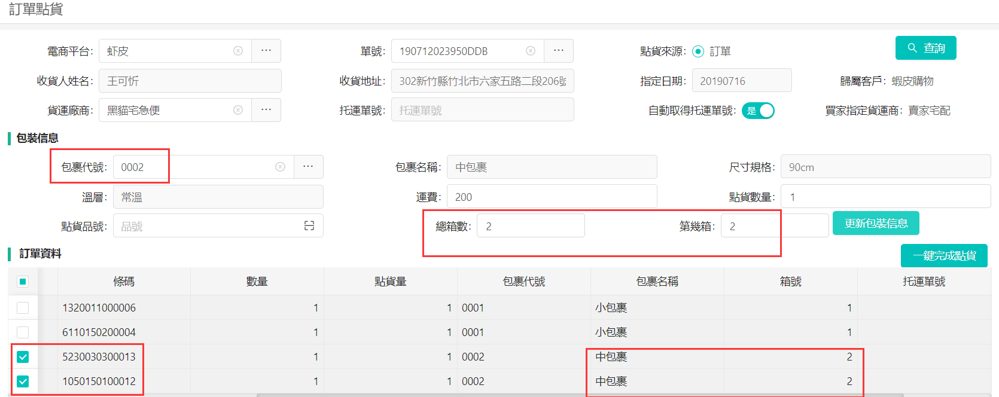 訂單點貨
電商平台: 虾皮 ... 單號: 190712023950DDB ... 點貨來源: 訂單 查詢
收貨人姓名: 王可忻 收貨地址: 302新竹縣竹北市六家五路二段206號 指定日期: 20190716 歸屬客戶: 蝦皮購物
貨運廠商: 黑貓宅急便 ... 托運單號: 托運單號 自動取得托運單號: 是 買家指定貨運商: 賣家宅配
包裝信息
包裹代號: 0002 ... 包裹名稱: 中包裹 尺寸規格: 90cm
溫層: 常溫 運費: 200 點貨數量: 1
點貨品號: 品號 總箱數: 2 第幾箱: 2 更新包裝信息
訂單資料 一鍵完成點貨
條碼 數量 點貨量 包裹代號 包裹名稱 箱號 托運單號
1320011000006 1 1 0001 小包裹 1
6110150200004 1 1 0001 小包裹 1
5230030300013 1 1 0002 中包裹 2
1050150100012 1 1 0002 中包裹 2